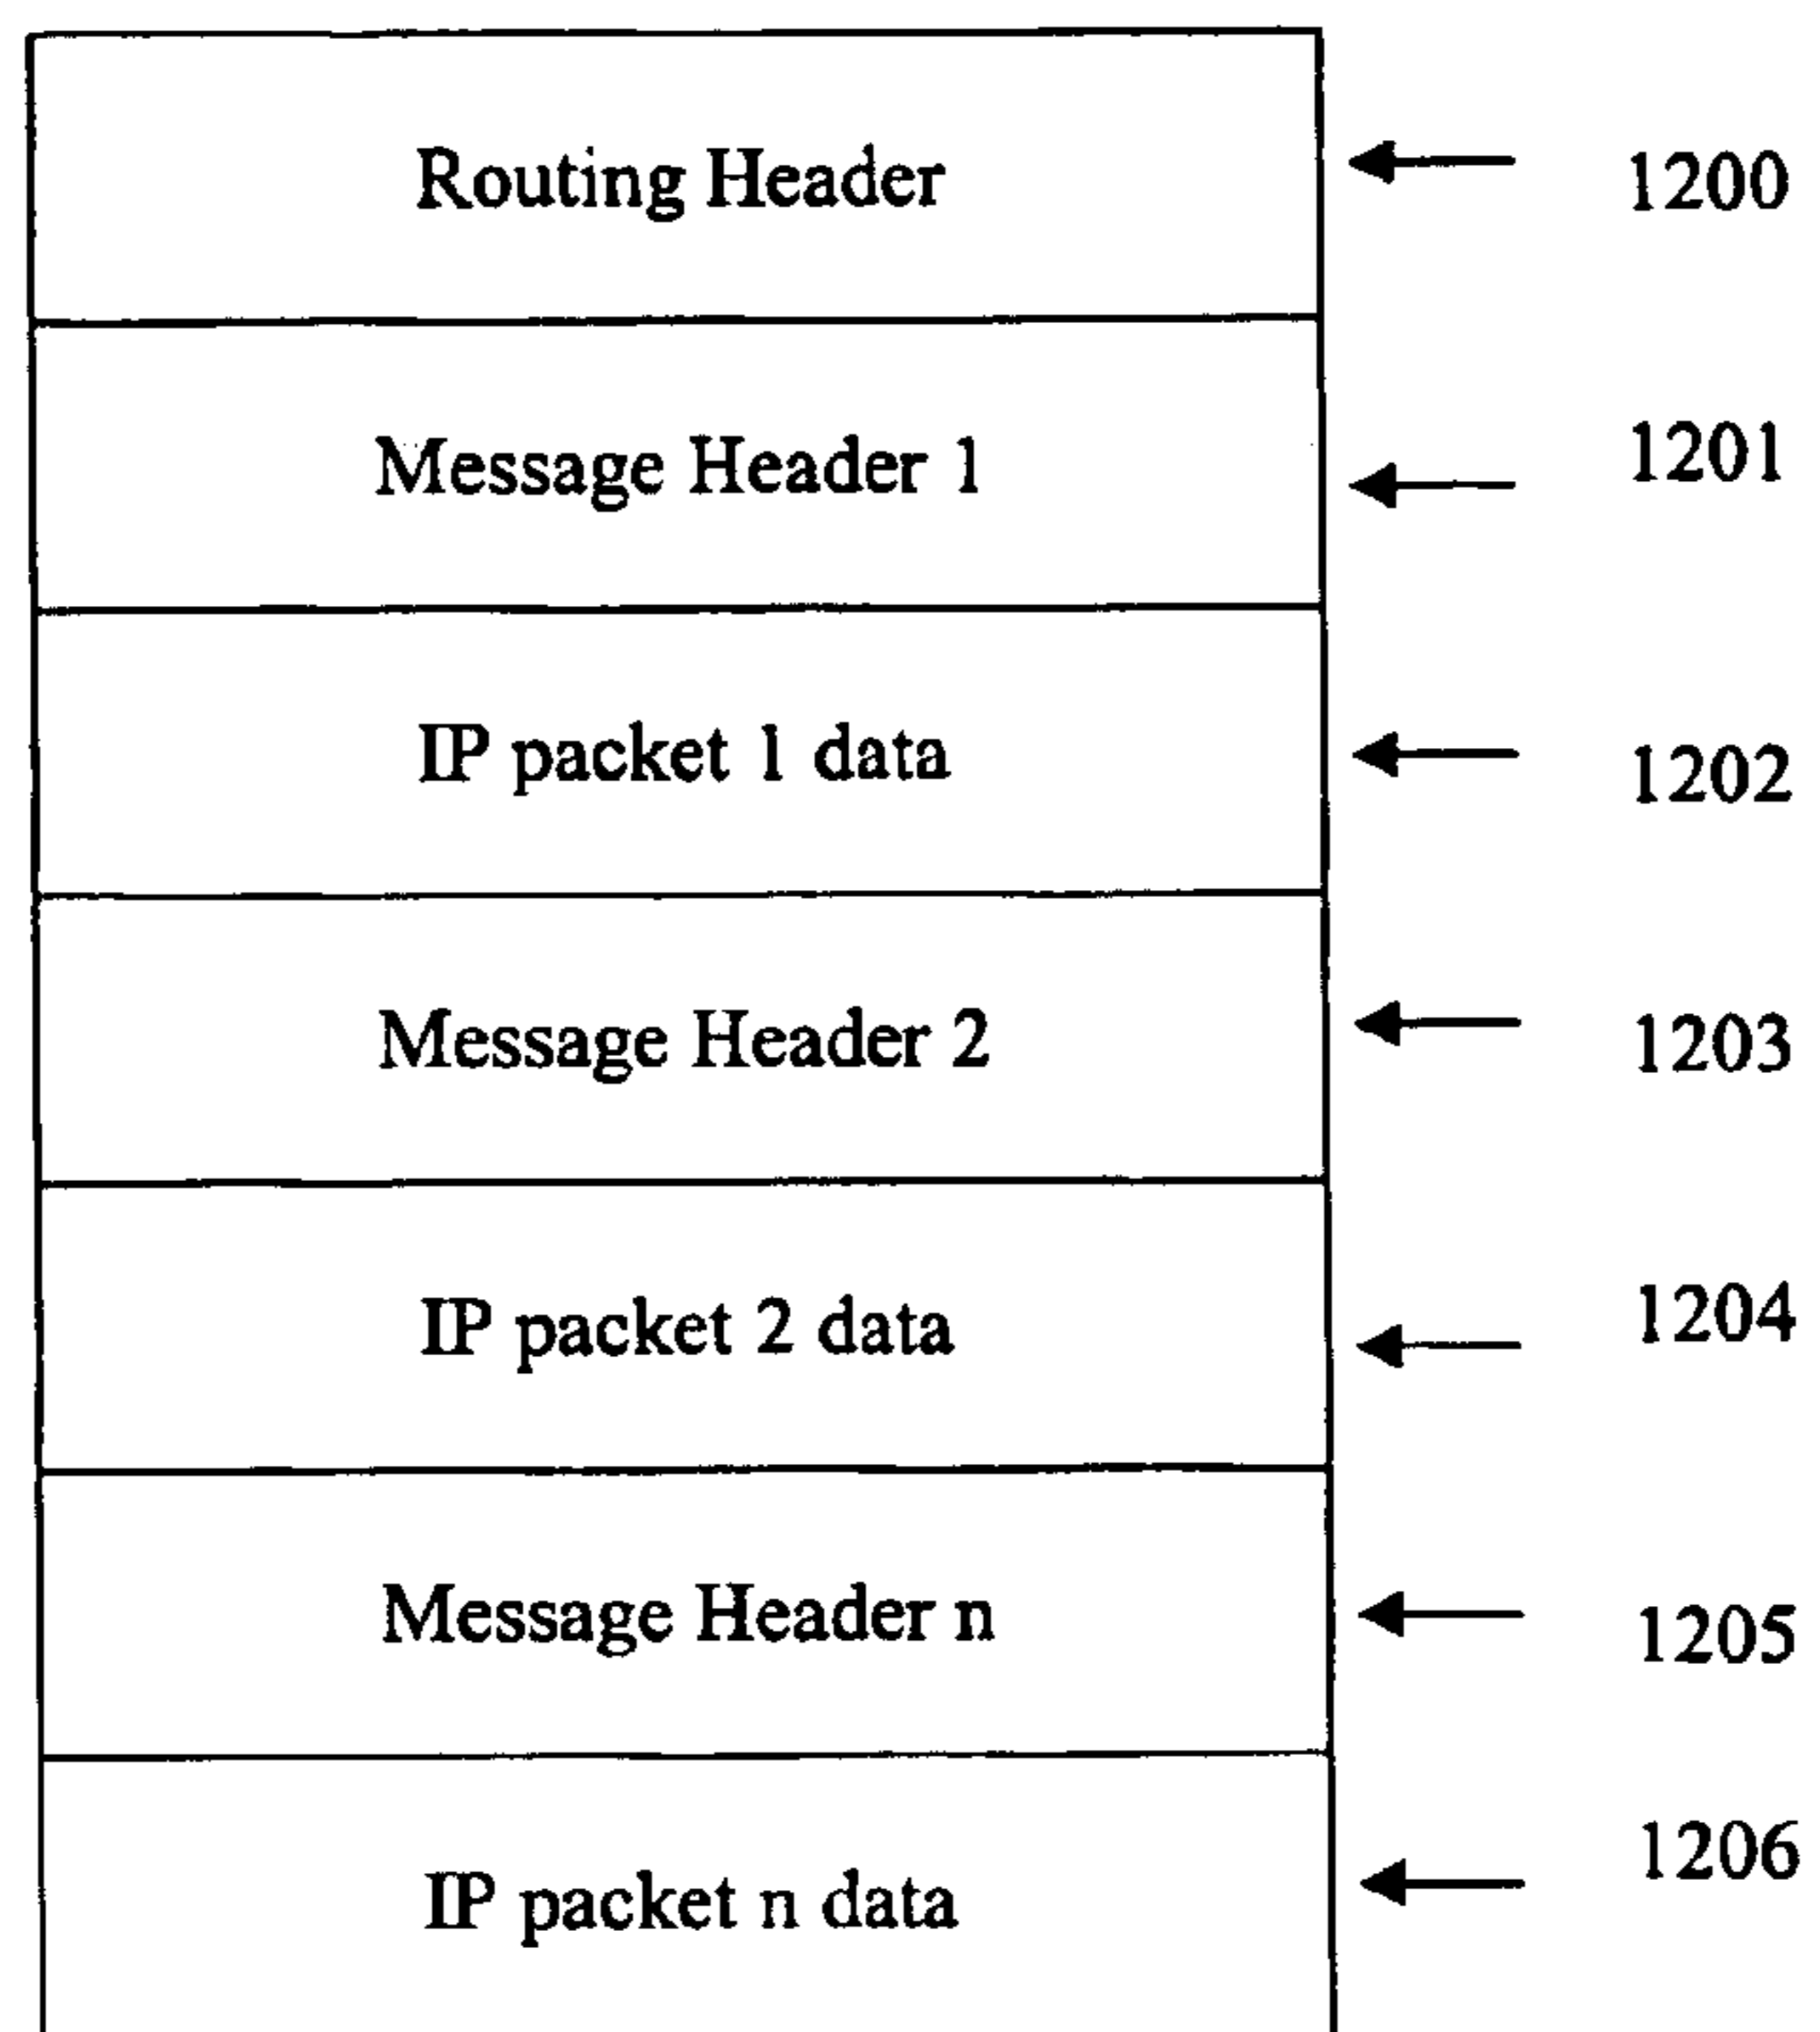 Routing Header 1200
Message Header 1 1201
IP packet 1 data 1202
Message Header 2 1203
IP packet 2 data 1204
Message Header n 1205
IP packet n data 1206